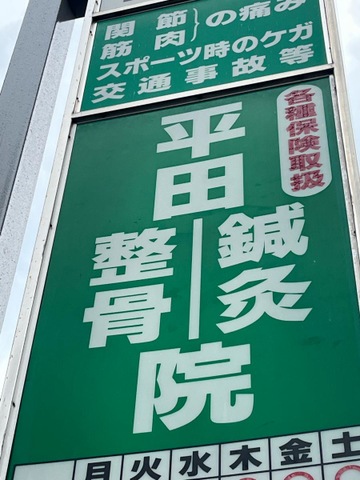 関節
筋肉}の痛み
スポーツ時のケガ
交通事故等
各種保険取扱
平田
鍼灸
整骨
院
日火水木金土